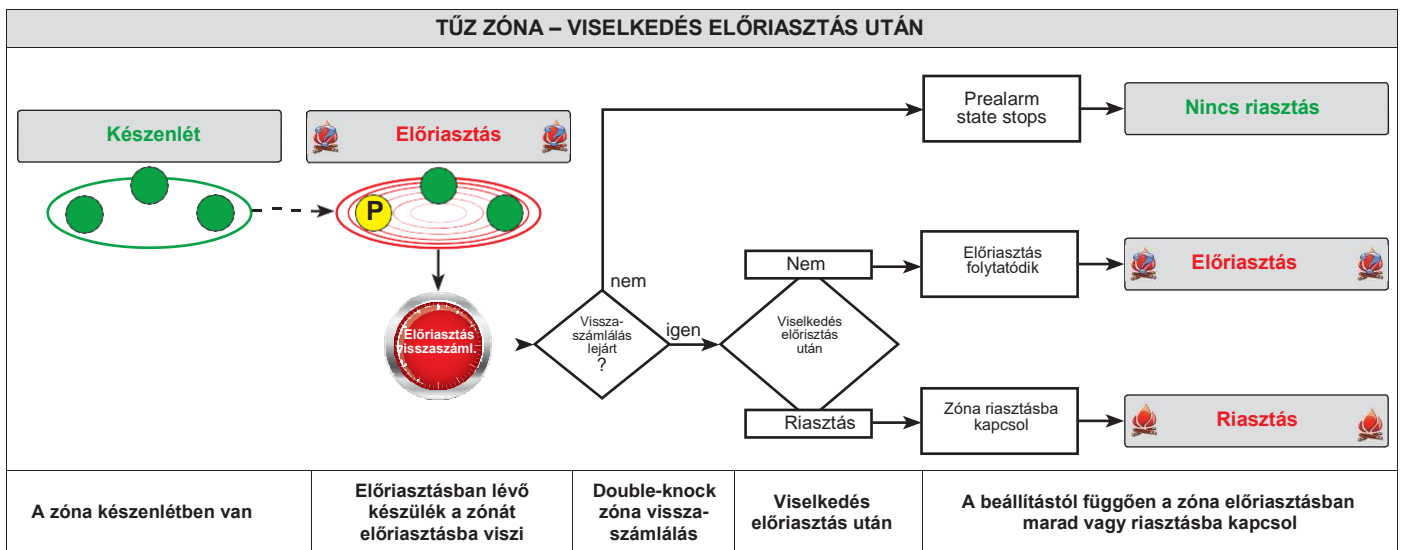 TŰZ ZÓNA – VISELKEDÉS ELŐRIASZTÁS UTÁN
Készenlét
Előriasztás
Prealarm
state stops
Nincs riasztás
P
nem
Nem
Előriasztás
folytatódik
Előriasztás
Előriasztás
visszaszáml.
Vissza-
számlálás
lejárt
?
igen
Viselkedés
előrisztás
után
Riasztás
Zóna riasztásba
kapcsol
Riasztás
A zóna készenlétben van
Előriasztásban lévő
készülék a zónát
előriasztásba viszi
Double-knock
zóna vissza-
számlálás
Viselkedés
előriasztás után
A beállítástól függően a zóna előriasztásban
marad vagy riasztásba kapcsol